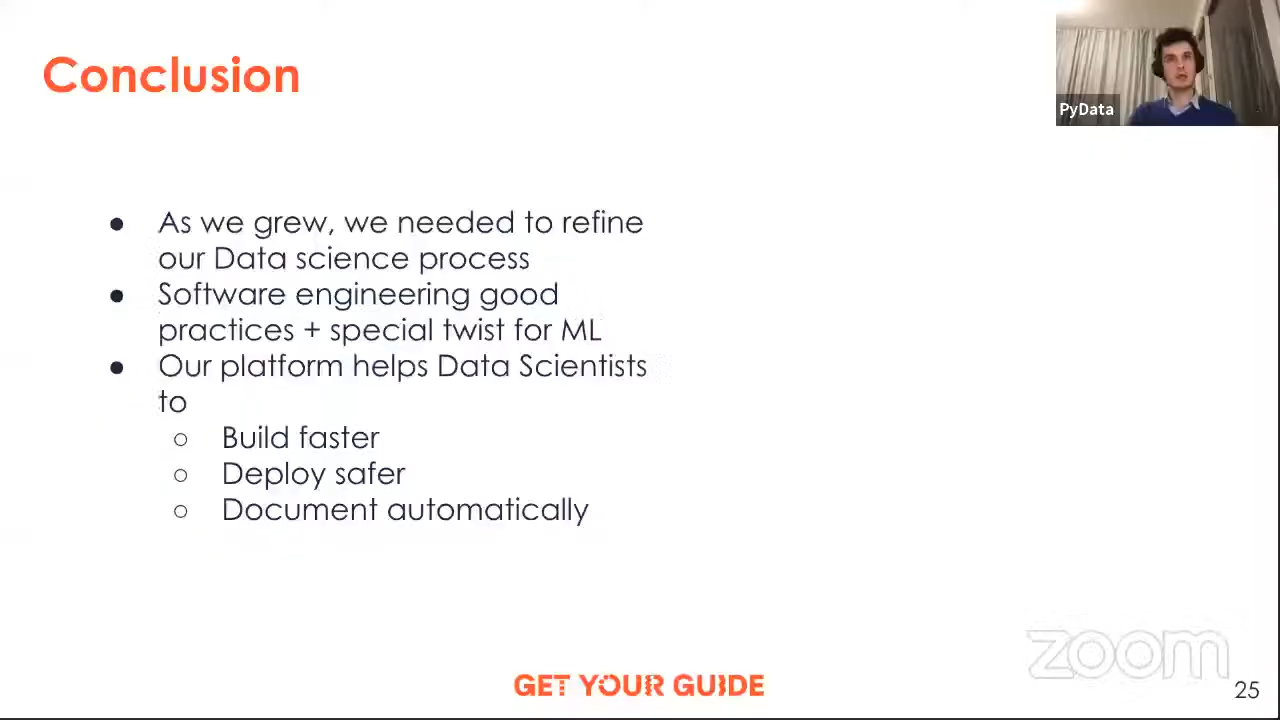 Conclusion
PyData
● As we grew, we needed to refine
our Data science process
● Software engineering good
practices + special twist for ML
● Our platform helps Data Scientists
to
○ Build faster
○ Deploy safer
○ Document automatically
zoom
GET YOUR GUIDE
25